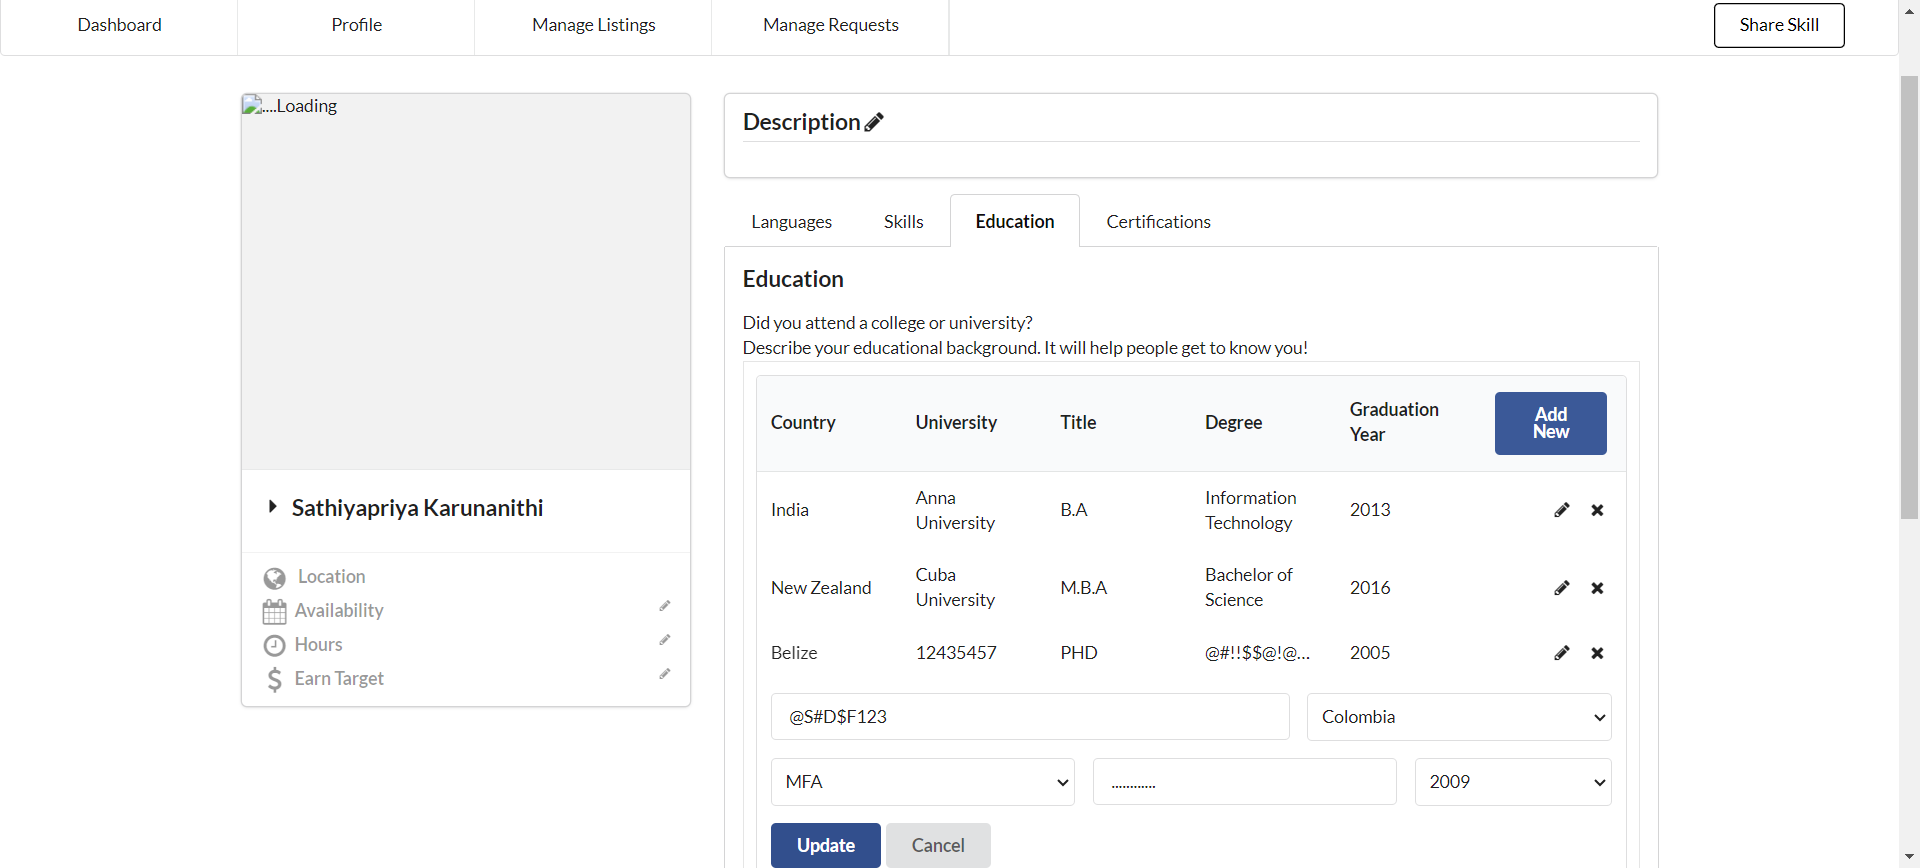 Dashboard
Profile
Manage Listings
Manage Requests
Share Skill
....Loading
Sathiyapriya Karunanithi
Location
Availability
Hours
Earn Target
Description
Languages
Skills
Education
Certifications
Education
Did you attend a college or university?
Describe your educational background. It will help people get to know you!
Country
University
Title
Degree
Graduation
Year
Add
New
India
Anna
University
B.A
Information
Technology
2013
New Zealand
Cuba
University
M.B.A
Bachelor of
Science
2016
Belize
12435457
PHD
@#!!$$@!@...
2005
@S#D$F123
Colombia
MFA
............
2009
Update
Cancel